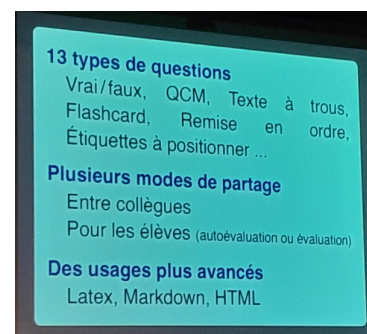 13 types de questions
Vrai/faux, QCM, Texte à trous,
Flashcard, Remise en ordre,
Étiquettes à positionner ...
Plusieurs modes de partage
Entre collègues
Pour les élèves (autoévaluation ou évaluation)
Des usages plus avancés
Latex, Markdown, HTML